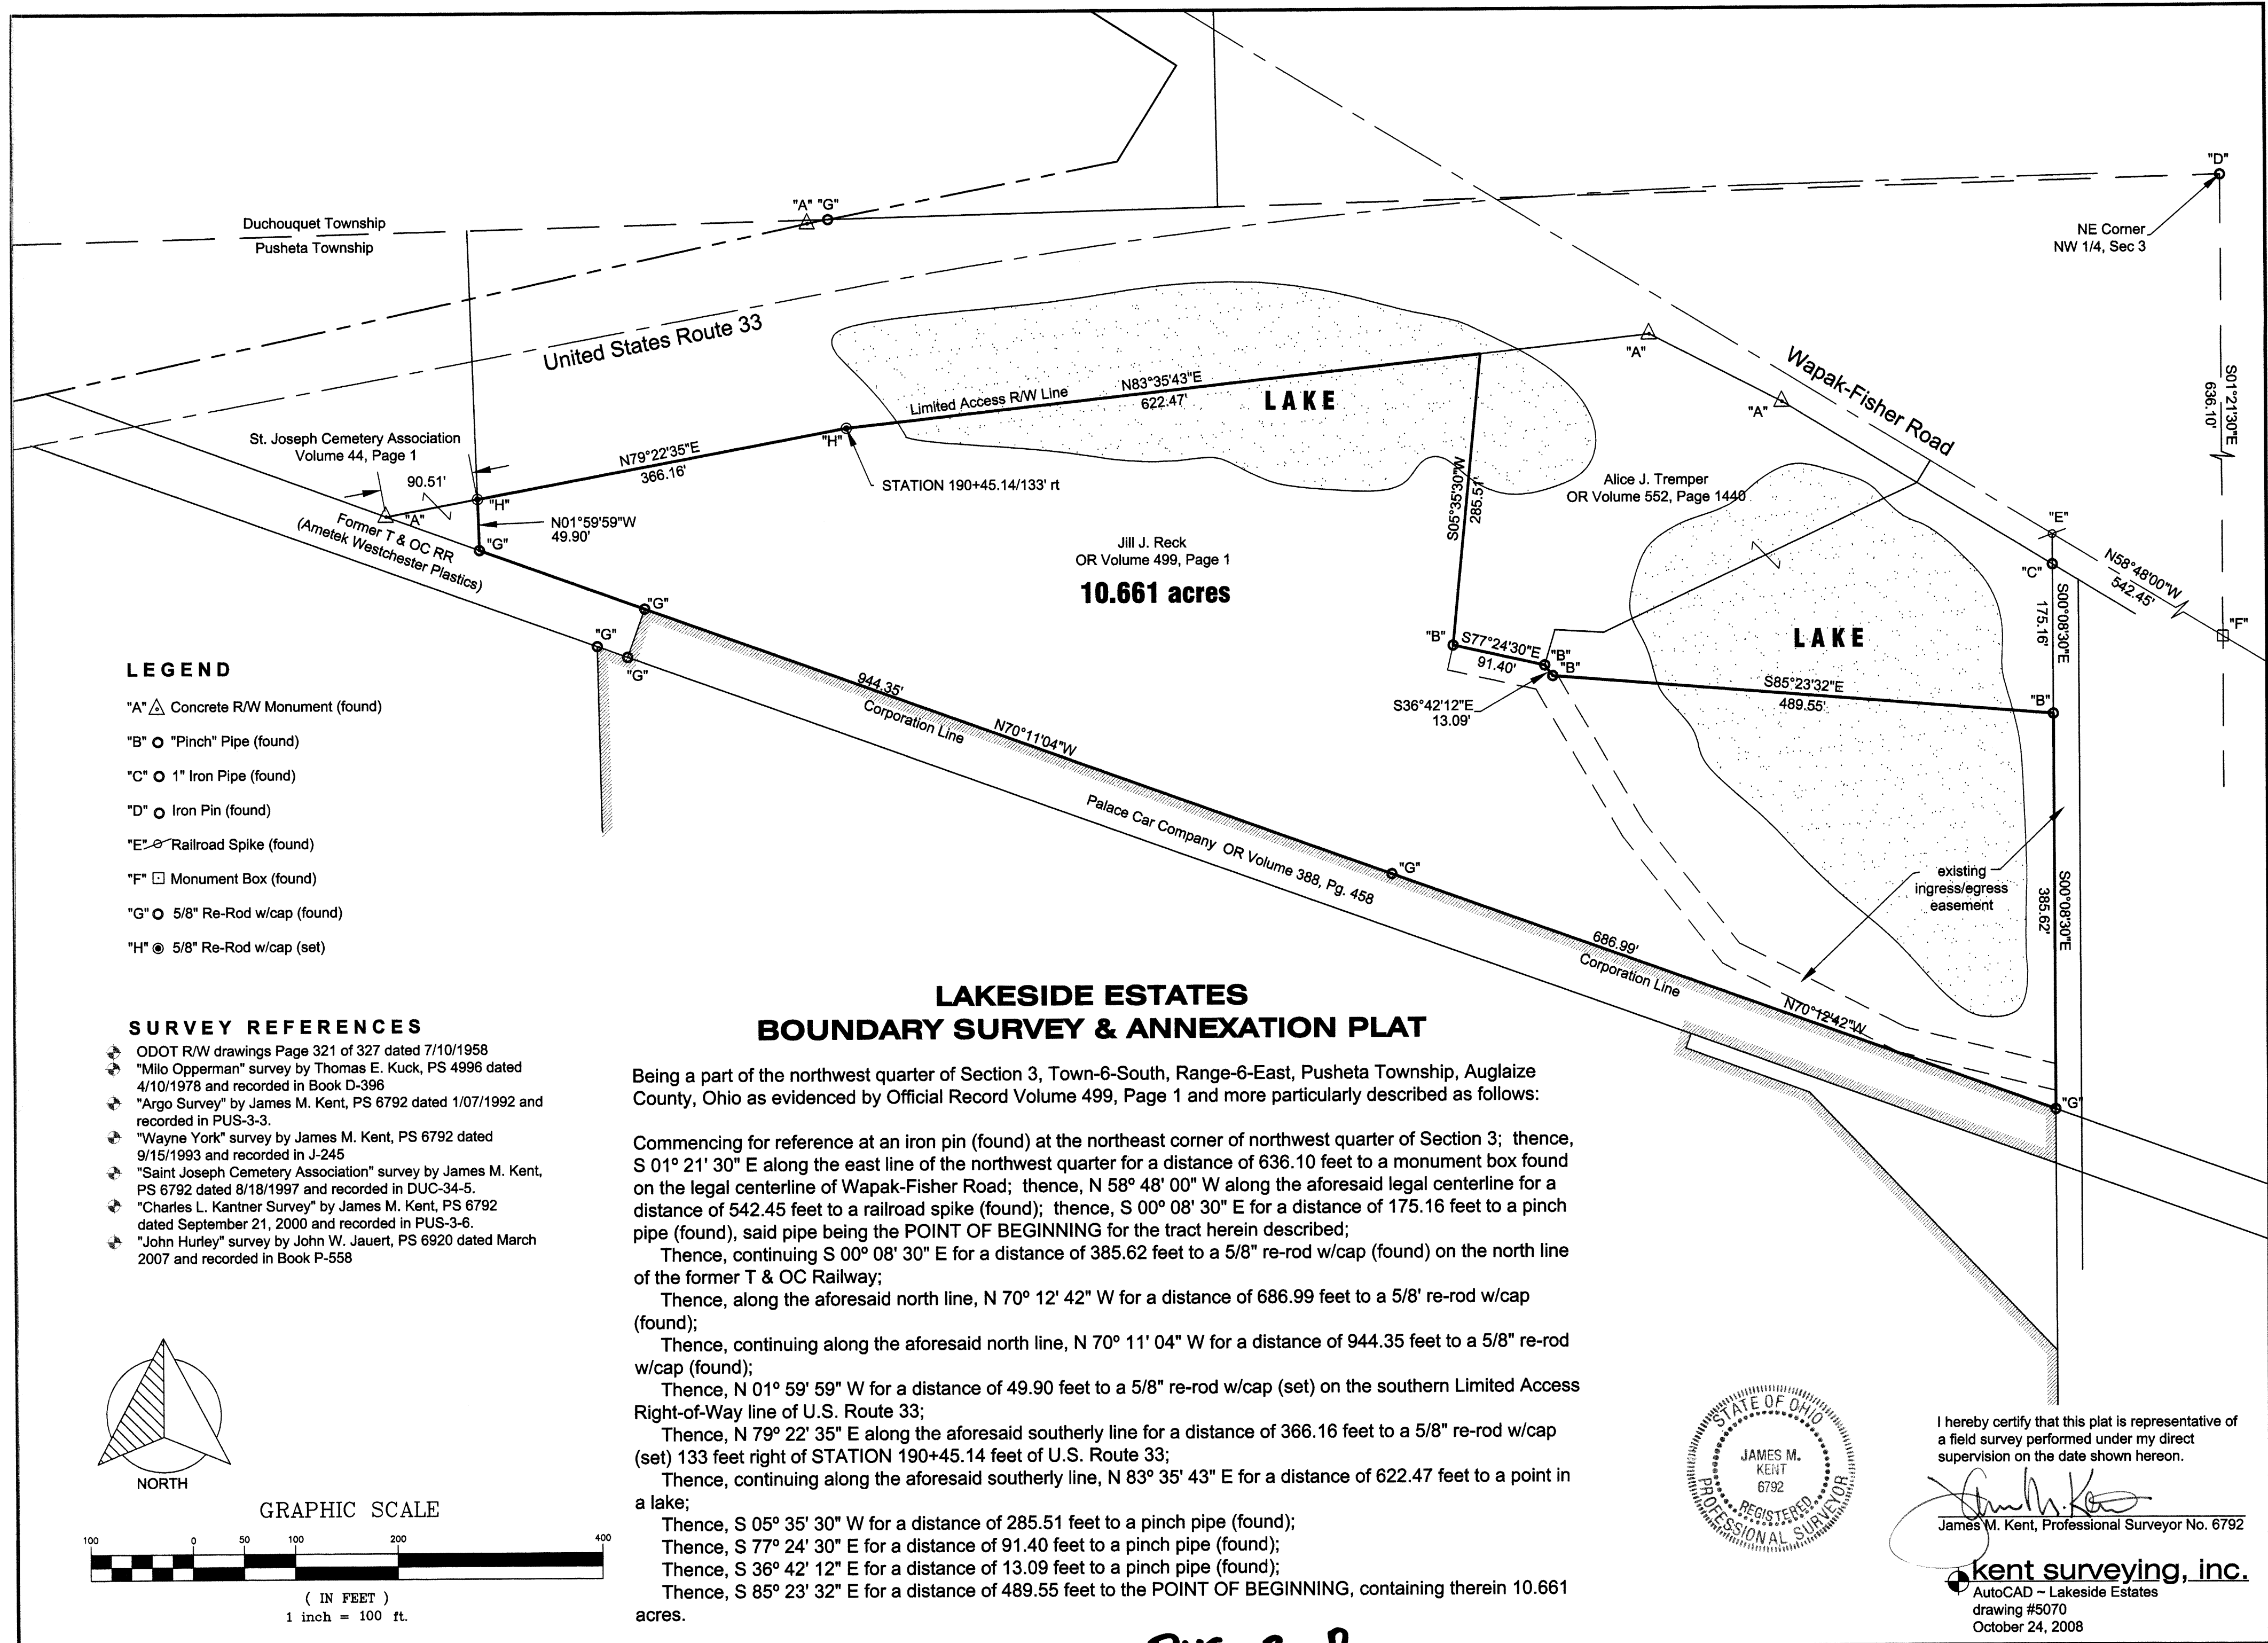 "D"
"A" "G"
Duchouquet Township
Pusheta Township
NE Corner
NW 1/4, Sec 3
United States Route 33
Wapak-Fisher Road
S01°21'30"E
636.10'
"A"
"A"
Limited Access R/W Line
N83°35'43"E
622.47'
LAKE
St. Joseph Cemetery Association
Volume 44, Page 1
90.51'
N79°22'35"E
366.16'
"H"
STATION 190+45.14/133' rt
"A"
"H"
N01°59'59"W
49.90'
"G"
Former T & OC RR
(Ametek Westchester Plastics)
S05°35'30"W
285.51'
Alice J. Tremper
OR Volume 552, Page 1440
Jill J. Reck
OR Volume 499, Page 1
10.661 acres
"E"
"C"
N58°48'00"W
542.45'
"F"
S00°08'30"E
175.16'
"G"
"G"
"G"
"B"
S77°24'30"E
91.40'
"B"
"B"
S36°42'12"E
13.09'
LAKE
S85°23'32"E
489.55'
"B"
944.35'
Corporation Line
N70°11'04"W
Palace Car Company OR Volume 388, Pg. 458
"G"
existing
ingress/egress
easement
S00°08'30"E
385.62'
686.99'
Corporation Line
N70°12'42"W
"G"
LEGEND
"A" Concrete R/W Monument (found)
"B" "Pinch" Pipe (found)
"C" 1" Iron Pipe (found)
"D" Iron Pin (found)
"E" Railroad Spike (found)
"F" Monument Box (found)
"G" 5/8" Re-Rod w/cap (found)
"H" 5/8" Re-Rod w/cap (set)
SURVEY REFERENCES
ODOT R/W drawings Page 321 of 327 dated 7/10/1958
"Milo Opperman" survey by Thomas E. Kuck, PS 4996 dated
4/10/1978 and recorded in Book D-396
"Argo Survey" by James M. Kent, PS 6792 dated 1/07/1992 and
recorded in PUS-3-3.
"Wayne York" survey by James M. Kent, PS 6792 dated
9/15/1993 and recorded in J-245
"Saint Joseph Cemetery Association" survey by James M. Kent,
PS 6792 dated 8/18/1997 and recorded in DUC-34-5.
"Charles L. Kantner Survey" by James M. Kent, PS 6792
dated September 21, 2000 and recorded in PUS-3-6.
"John Hurley" survey by John W. Jauert, PS 6920 dated March
2007 and recorded in Book P-558
NORTH
GRAPHIC SCALE
100 0 50 100 200 400
( IN FEET )
1 inch = 100 ft.
LAKESIDE ESTATES
BOUNDARY SURVEY & ANNEXATION PLAT
Being a part of the northwest quarter of Section 3, Town-6-South, Range-6-East, Pusheta Township, Auglaize
County, Ohio as evidenced by Official Record Volume 499, Page 1 and more particularly described as follows:
Commencing for reference at an iron pin (found) at the northeast corner of northwest quarter of Section 3; thence,
S 01º 21' 30" E along the east line of the northwest quarter for a distance of 636.10 feet to a monument box found
on the legal centerline of Wapak-Fisher Road; thence, N 58º 48' 00" W along the aforesaid legal centerline for a
distance of 542.45 feet to a railroad spike (found); thence, S 00º 08' 30" E for a distance of 175.16 feet to a pinch
pipe (found), said pipe being the POINT OF BEGINNING for the tract herein described;
Thence, continuing S 00º 08' 30" E for a distance of 385.62 feet to a 5/8" re-rod w/cap (found) on the north line
of the former T & OC Railway;
Thence, along the aforesaid north line, N 70º 12' 42" W for a distance of 686.99 feet to a 5/8' re-rod w/cap
(found);
Thence, continuing along the aforesaid north line, N 70º 11' 04" W for a distance of 944.35 feet to a 5/8" re-rod
w/cap (found);
Thence, N 01º 59' 59" W for a distance of 49.90 feet to a 5/8" re-rod w/cap (set) on the southern Limited Access
Right-of-Way line of U.S. Route 33;
Thence, N 79º 22' 35" E along the aforesaid southerly line for a distance of 366.16 feet to a 5/8" re-rod w/cap
(set) 133 feet right of STATION 190+45.14 feet of U.S. Route 33;
Thence, continuing along the aforesaid southerly line, N 83º 35' 43" E for a distance of 622.47 feet to a point in
a lake;
Thence, S 05º 35' 30" W for a distance of 285.51 feet to a pinch pipe (found);
Thence, S 77º 24' 30" E for a distance of 91.40 feet to a pinch pipe (found);
Thence, S 36º 42' 12" E for a distance of 13.09 feet to a pinch pipe (found);
Thence, S 85º 23' 32" E for a distance of 489.55 feet to the POINT OF BEGINNING, containing therein 10.661
acres.
STATE OF OHIO
JAMES M.
KENT
6792
REGISTERED
PROFESSIONAL SURVEYOR
I hereby certify that this plat is representative of
a field survey performed under my direct
supervision on the date shown hereon.
James M. Kent, Professional Surveyor No. 6792
kent surveying, inc.
AutoCAD ~ Lakeside Estates
drawing #5070
October 24, 2008